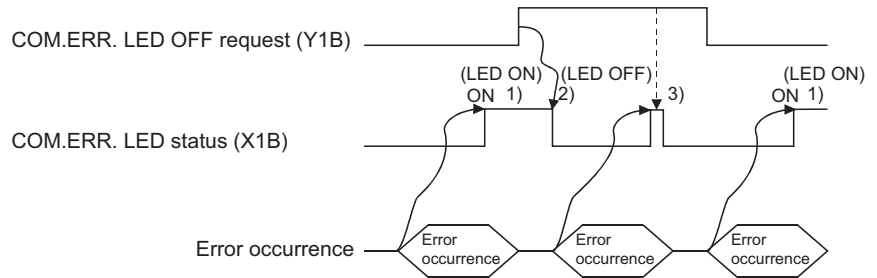 COM.ERR. LED OFF request (Y1B)
(LED ON) (LED OFF) (LED ON)
ON 1) 2) 3) ON 1)
COM.ERR. LED status (X1B)
Error occurrence
Error
occurrence
Error
occurrence
Error
occurrence